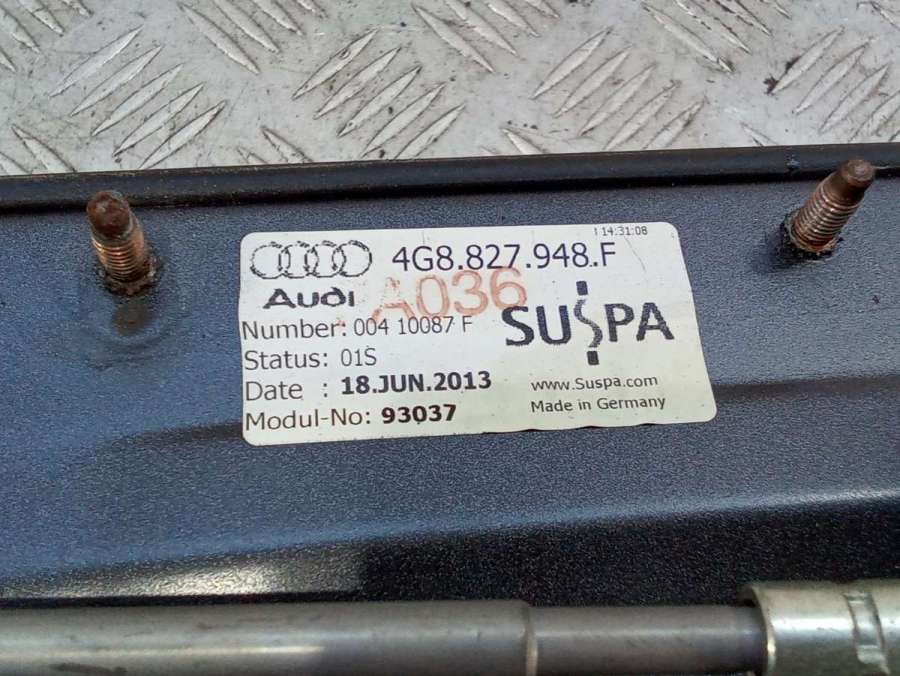 14:31:08
4G8.827.948.F
Audi
A036
Number: 004 10087 F
SUSPA
Status: 01S
Date : 18.JUN.2013
www.Suspa.com
Modul-No: 93037
Made in Germany